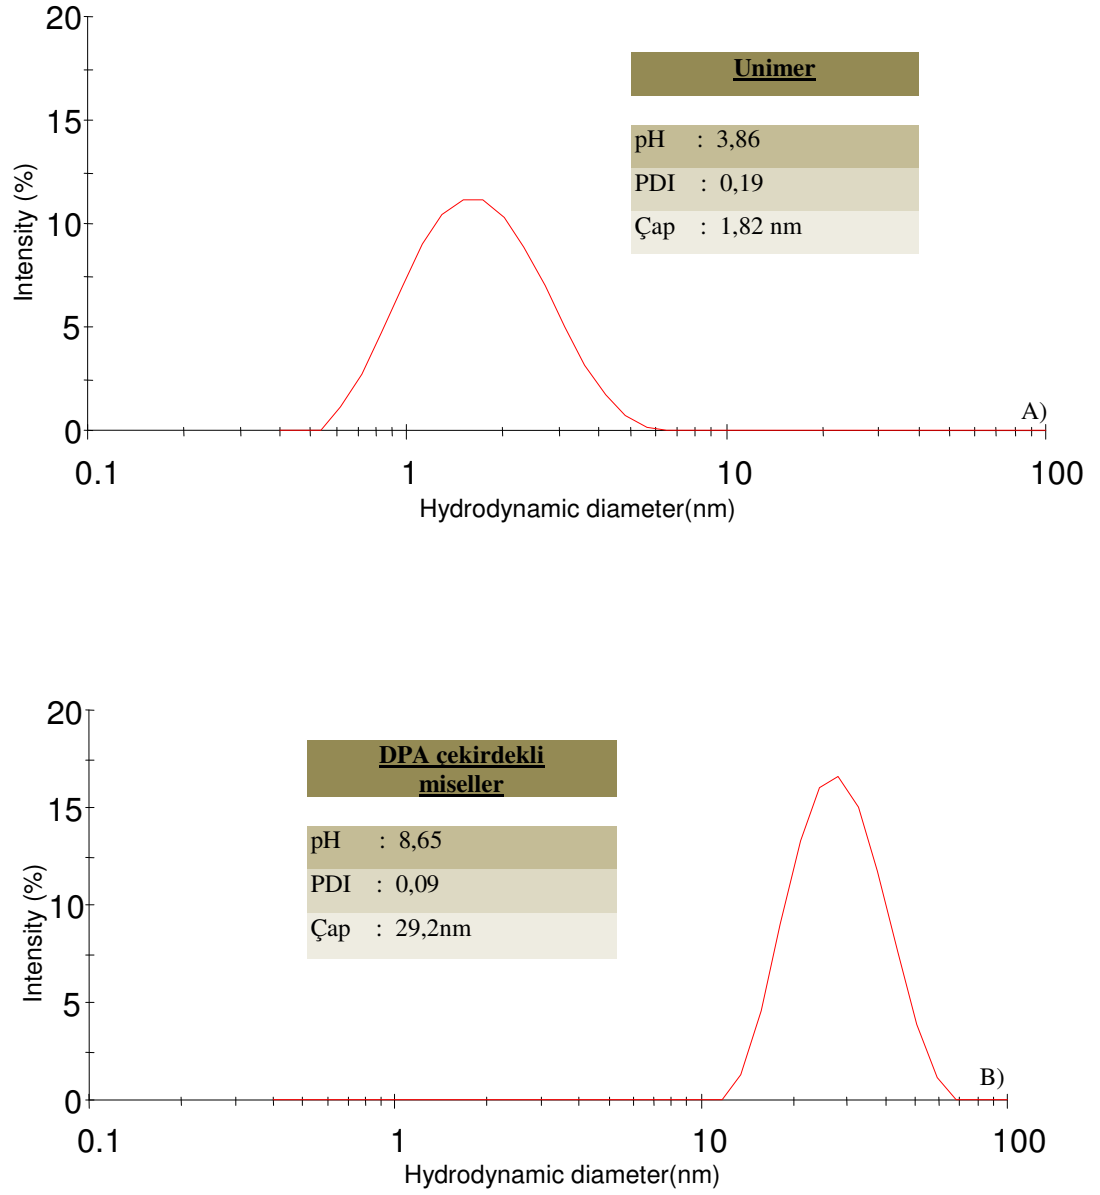 20
15
10
5
0
Intensity (%)
Unimer
pH : 3,86
PDI : 0,19
Çap : 1,82 nm
A)
0.1 1 10 100
Hydrodynamic diameter(nm)
20
15
10
5
0
Intensity (%)
DPA çekirdekli
miseller
pH : 8,65
PDI : 0,09
Çap : 29,2nm
B)
0.1 1 10 100
Hydrodynamic diameter(nm)